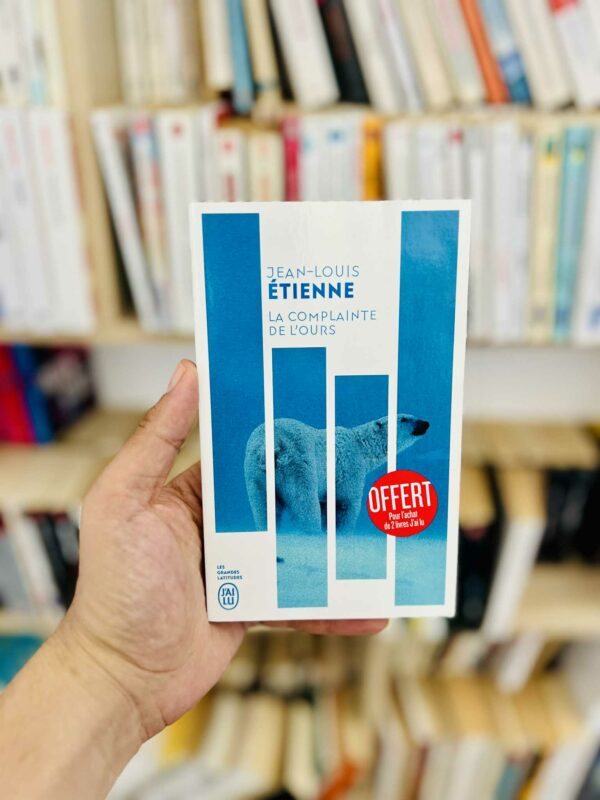 JEAN-LOUIS
ÉTIENNE
LA COMPLAINTE
DE L'OURS
OFFERT
Pour l'achat
de 2 livres J'ai lu
LES
GRANDES
LATITUDES
J'AI
LU